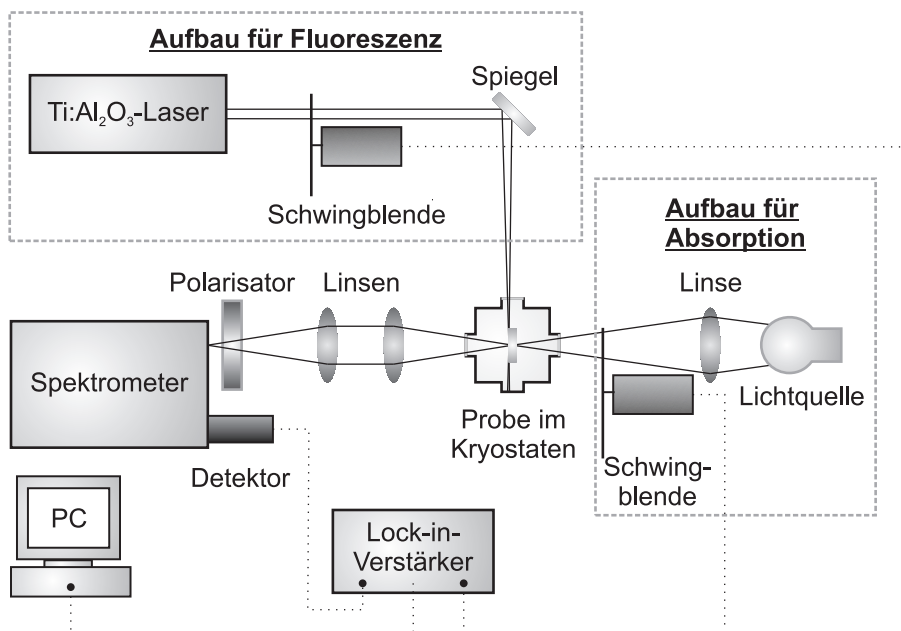 Aufbau für Fluoreszenz
Spiegel
Ti:Al₂O₃-Laser
Schwingblende
Aufbau für
Absorption
Polarisator
Linsen
Linse
Spektrometer
Probe im
Kryostaten
Lichtquelle
Detektor
Schwing-
blende
PC
Lock-in-
Verstärker